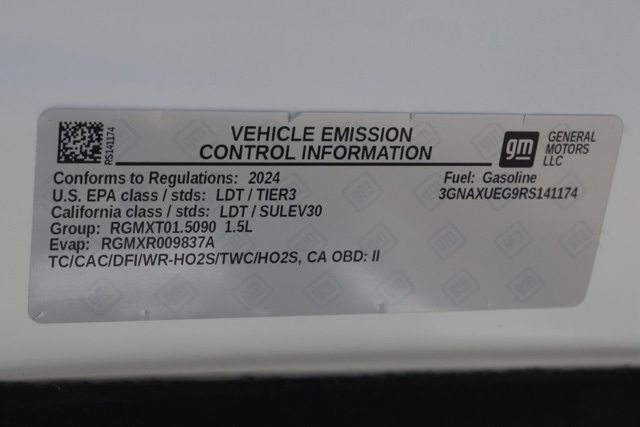 RS141174
VEHICLE EMISSION
CONTROL INFORMATION
gm
GENERAL
MOTORS
LLC
Conforms to Regulations: 2024
Fuel: Gasoline
U.S. EPA class / stds: LDT / TIER3
3GNAXUEG9RS141174
California class / stds: LDT / SULEV30
Group: RGMXT01.5090 1.5L
Evap: RGMXR009837A
TC/CAC/DFI/WR-HO2S/TWC/HO2S, CA OBD: II